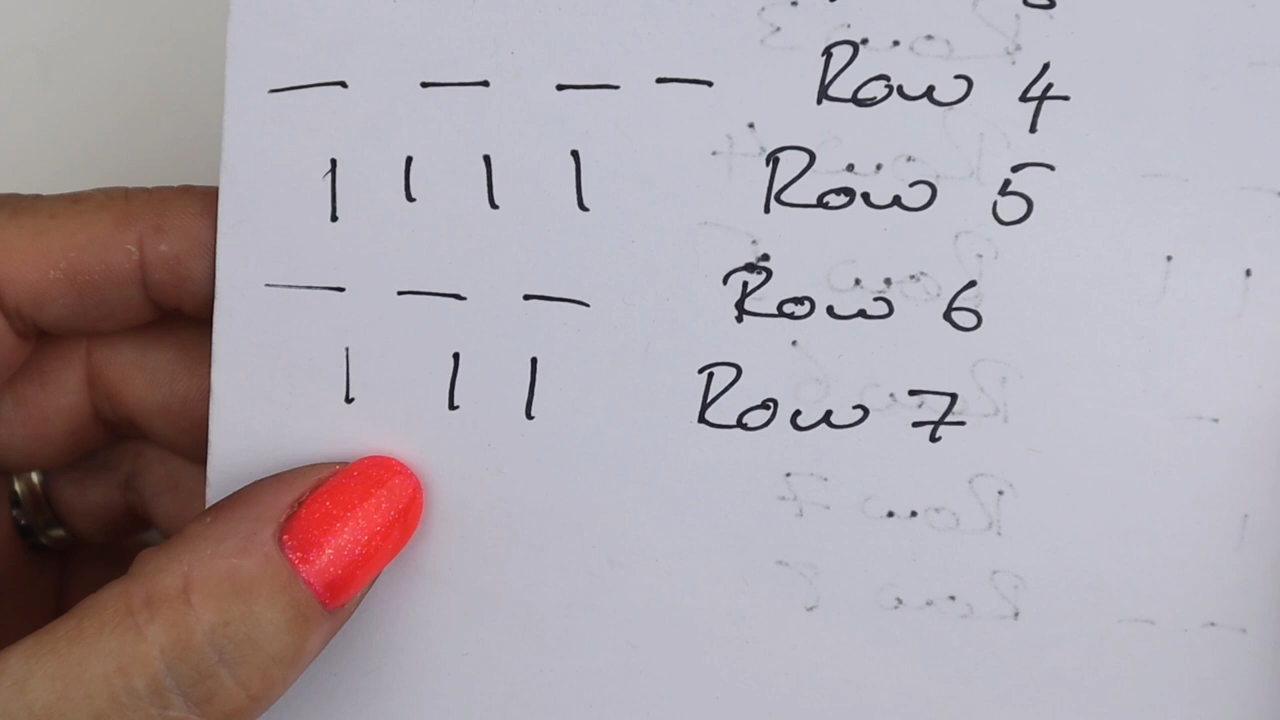 — — — — Row 4
| | | | Row 5
— — — Row 6
| | | Row 7